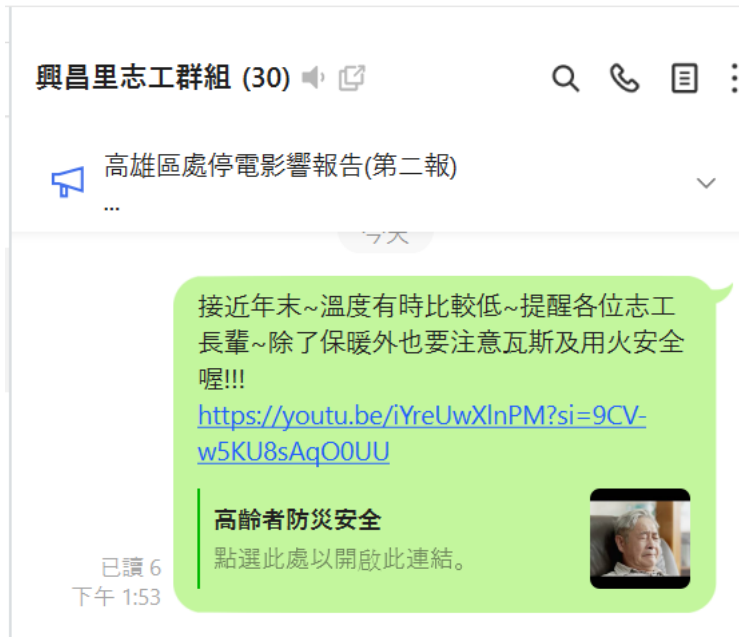 興昌里志工群組 (30)
高雄區處停電影響報告(第二報)
...
今天
接近年末~溫度有時比較低~提醒各位志工
長輩~除了保暖外也要注意瓦斯及用火安全
喔!!!
https://youtu.be/iYreUwXlnPM?si=9CV-
w5KU8sAqO0UU
高齡者防災安全
點選此處以開啟此連結。
已讀 6
下午 1:53